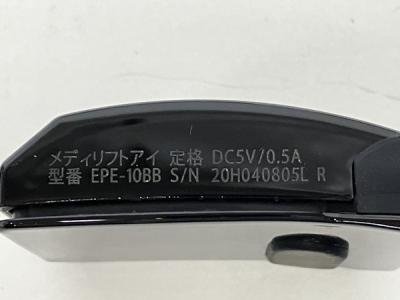 メディリフトアイ 定格 DC5V/0.5A
型番 EPE-10BB S/N 20H040805L R